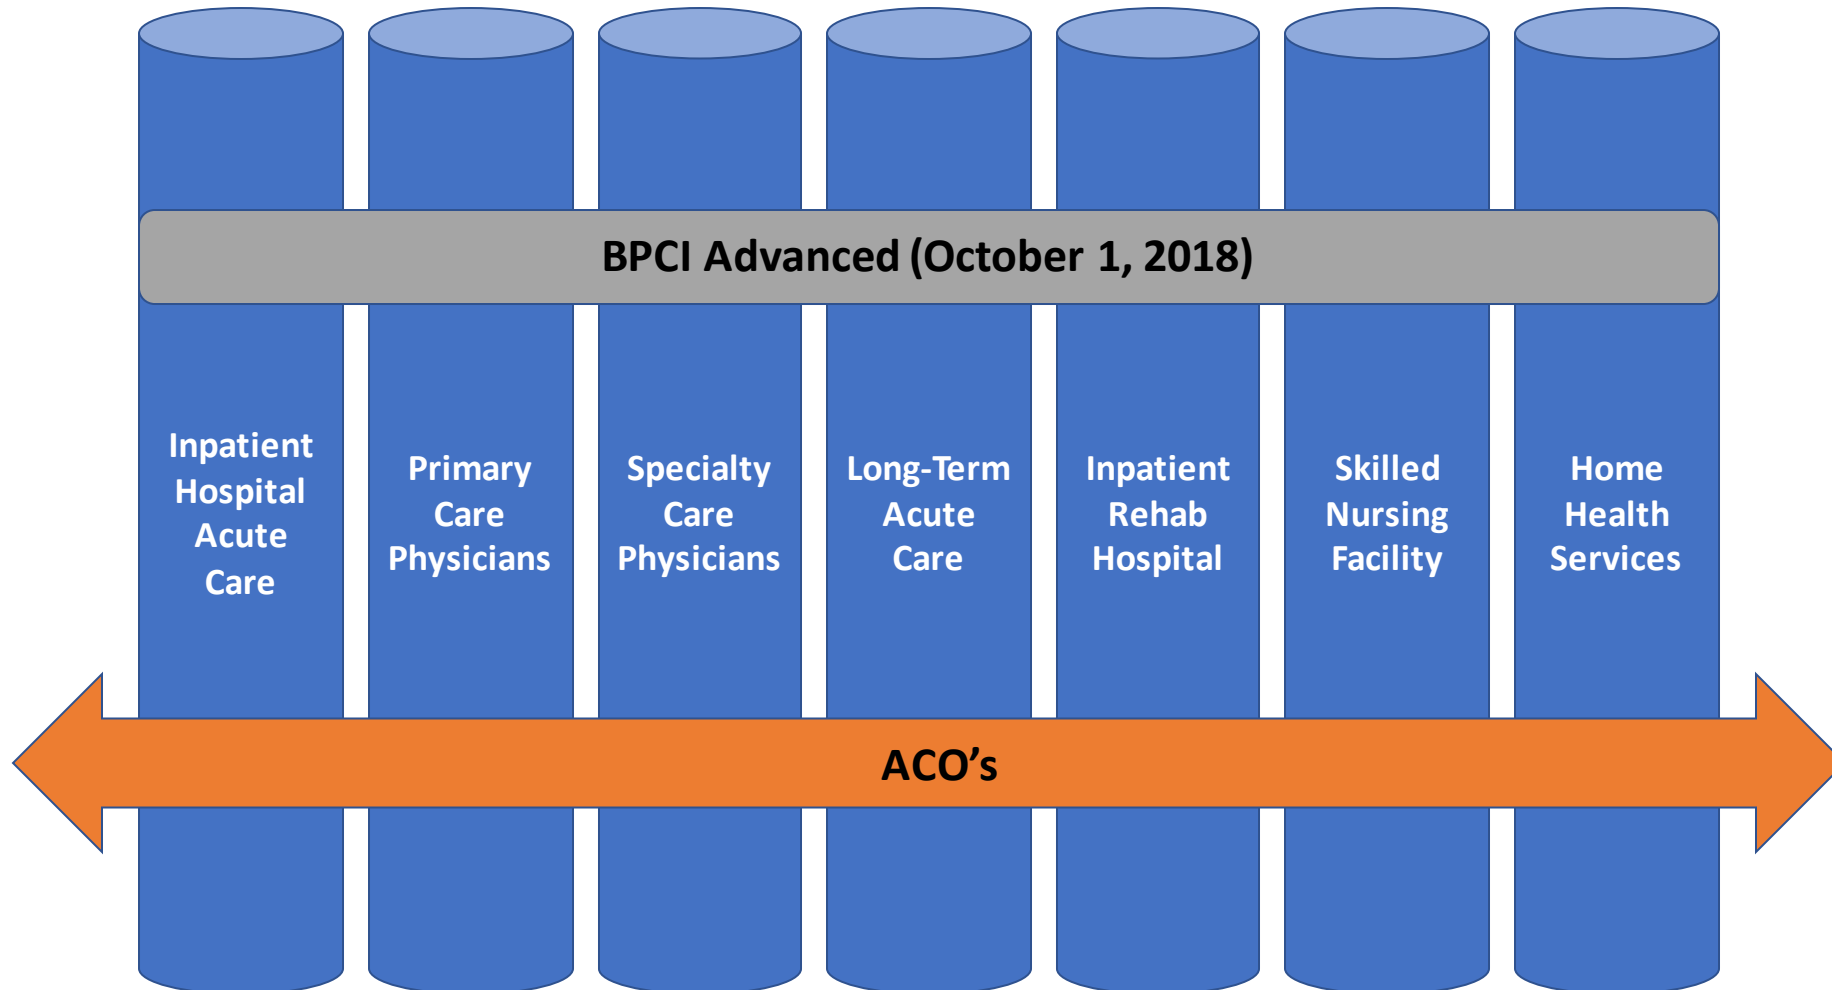 BPCI Advanced (October 1, 2018)
Inpatient
Hospital
Acute
Care
Primary
Care
Physicians
Specialty
Care
Physicians
Long-Term
Acute
Care
Inpatient
Rehab
Hospital
Skilled
Nursing
Facility
Home
Health
Services
ACO’s